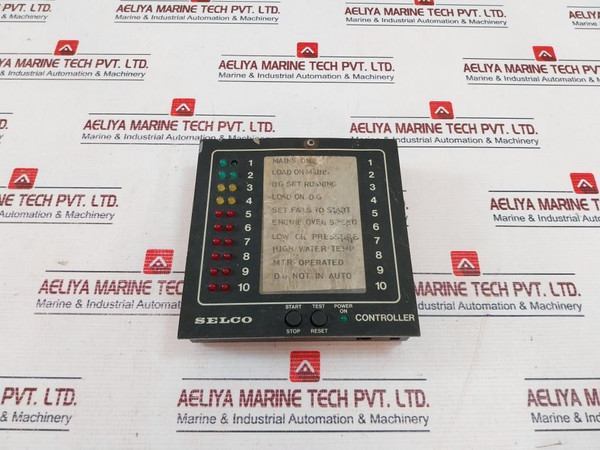 AELIYA MARINE TECH PVT. LTD.
Marine & Industrial Automation & Machinery
1 MAINS ON 1
2 LOAD ON MAINS 2
3 D.G SET RUNNING 3
4 LOAD ON D.G 4
5 SET FAILS TO START 5
6 ENGINE OVER SPEED 6
7 LOW OIL PRESSURE 7
8 HIGH WATER TEMP 8
9 M.T.R-OPERATED 9
10 D.G NOT IN AUTO 10
SELCO
START
STOP
TEST
RESET
POWER
ON
CONTROLLER